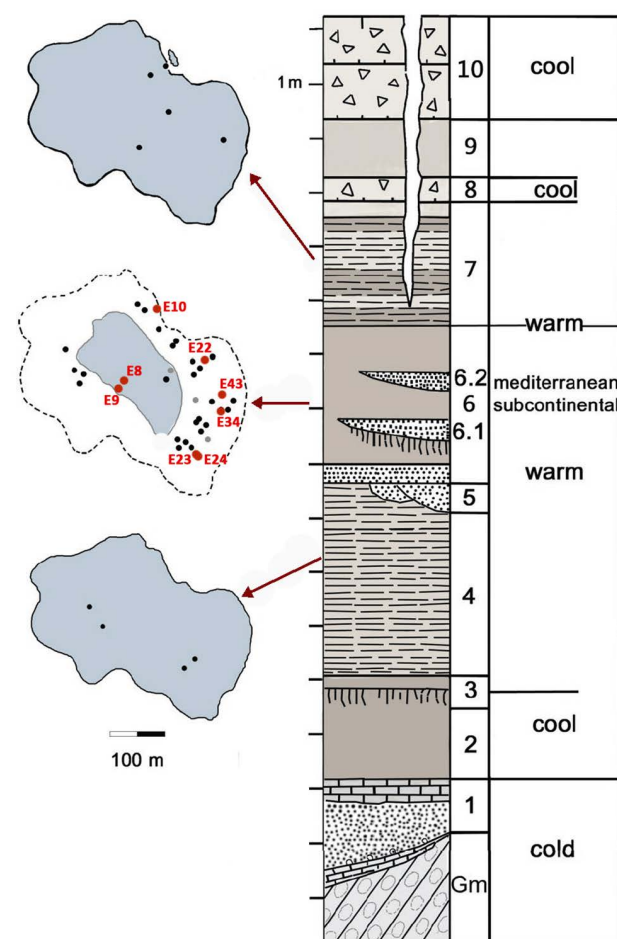 1 m
10
cool
9
8
cool
7
warm
6.2
6
mediterranean
subcontinental
6.1
warm
5
4
3
cool
2
1
cold
Gm
E10
E22
E8
E9
E43
E34
E23
E24
100 m